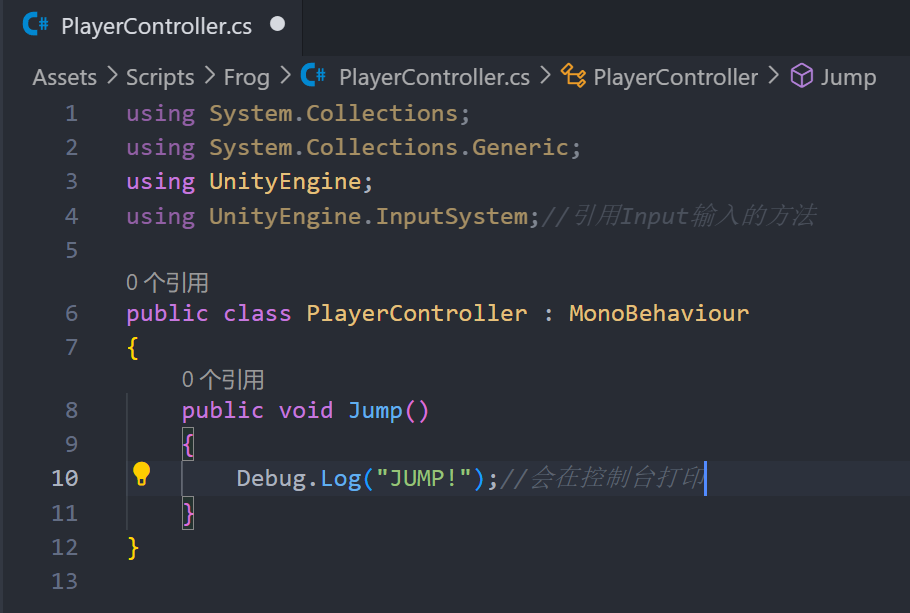 PlayerController.cs
Assets > Scripts > Frog > PlayerController.cs > PlayerController > Jump
1 using System.Collections;
2 using System.Collections.Generic;
3 using UnityEngine;
4 using UnityEngine.InputSystem;//引用Input输入的方法
5
0 个引用
6 public class PlayerController : MonoBehaviour
7 {
0 个引用
8 public void Jump()
9 {
10 Debug.Log("JUMP!");//会在控制台打印
11 }
12 }
13